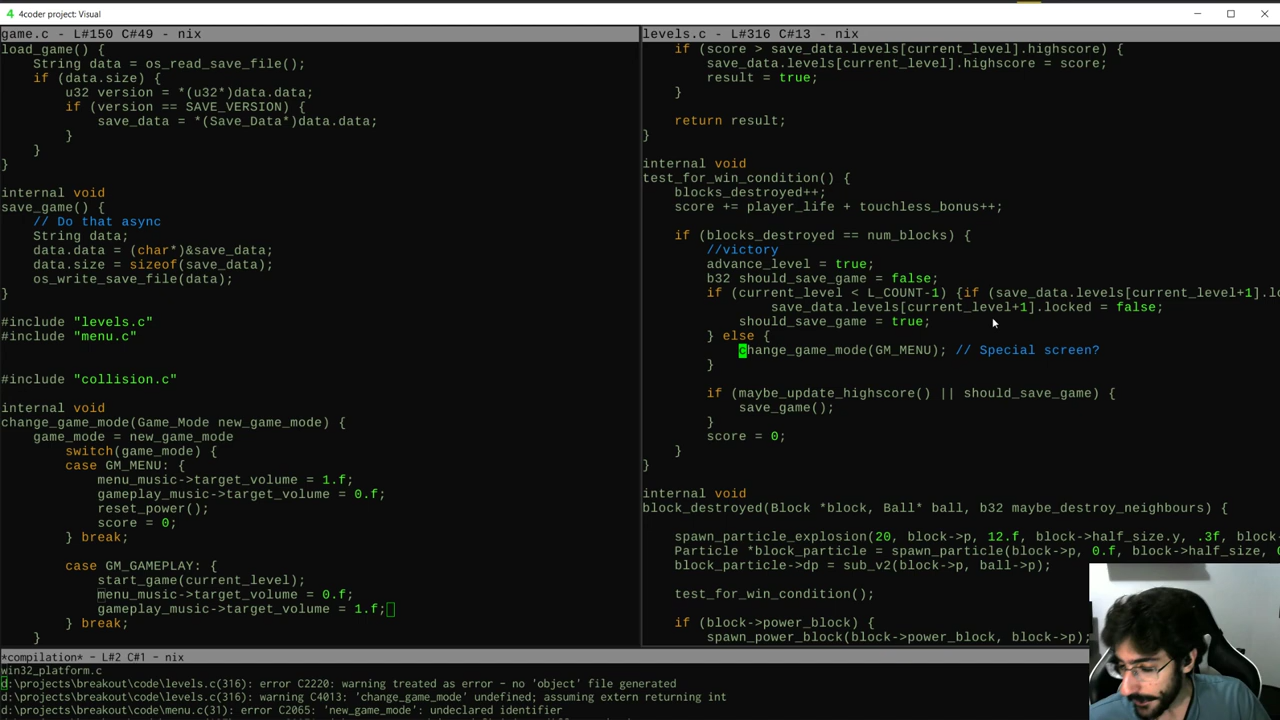 4coder project: Visual
game.c - L#150 C#49 - nix
load_game() {
String data = os_read_save_file();
if (data.size) {
u32 version = *(u32*)data.data;
if (version == SAVE_VERSION) {
save_data = *(Save_Data*)data.data;
}
}
}
internal void
save_game() {
// Do that async
String data;
data.data = (char*)&save_data;
data.size = sizeof(save_data);
os_write_save_file(data);
}
#include "levels.c"
#include "menu.c"
#include "collision.c"
internal void
change_game_mode(Game_Mode new_game_mode) {
game_mode = new_game_mode
switch(game_mode) {
case GM_MENU: {
menu_music->target_volume = 1.f;
gameplay_music->target_volume = 0.f;
reset_power();
score = 0;
} break;
case GM_GAMEPLAY: {
start_game(current_level);
menu_music->target_volume = 0.f;
gameplay_music->target_volume = 1.f;
} break;
}
levels.c - L#316 C#13 - nix
if (score > save_data.levels[current_level].highscore) {
save_data.levels[current_level].highscore = score;
result = true;
}
return result;
}
internal void
test_for_win_condition() {
blocks_destroyed++;
score += player_life + touchless_bonus++;
if (blocks_destroyed == num_blocks) {
//victory
advance_level = true;
b32 should_save_game = false;
if (current_level < L_COUNT-1) {if (save_data.levels[current_level+1].lo
save_data.levels[current_level+1].locked = false;
should_save_game = true;
} else {
change_game_mode(GM_MENU); // Special screen?
}
if (maybe_update_highscore() || should_save_game) {
save_game();
}
score = 0;
}
}
internal void
block_destroyed(Block *block, Ball* ball, b32 maybe_destroy_neighbours) {
spawn_particle_explosion(20, block->p, 12.f, block->half_size.y, .3f, block-
Particle *block_particle = spawn_particle(block->p, 0.f, block->half_size, 0
block_particle->dp = sub_v2(block->p, ball->p);
test_for_win_condition();
if (block->power_block) {
spawn_power_block(block->power_block, block->p);
*compilation* - L#2 C#1 - nix
win32_platform.c
d:\projects\breakout\code\levels.c(316): error C2220: warning treated as error - no 'object' file generated
d:\projects\breakout\code\levels.c(316): warning C4013: 'change_game_mode' undefined; assuming extern returning int
d:\projects\breakout\code\menu.c(31): error C2065: 'new_game_mode': undeclared identifier